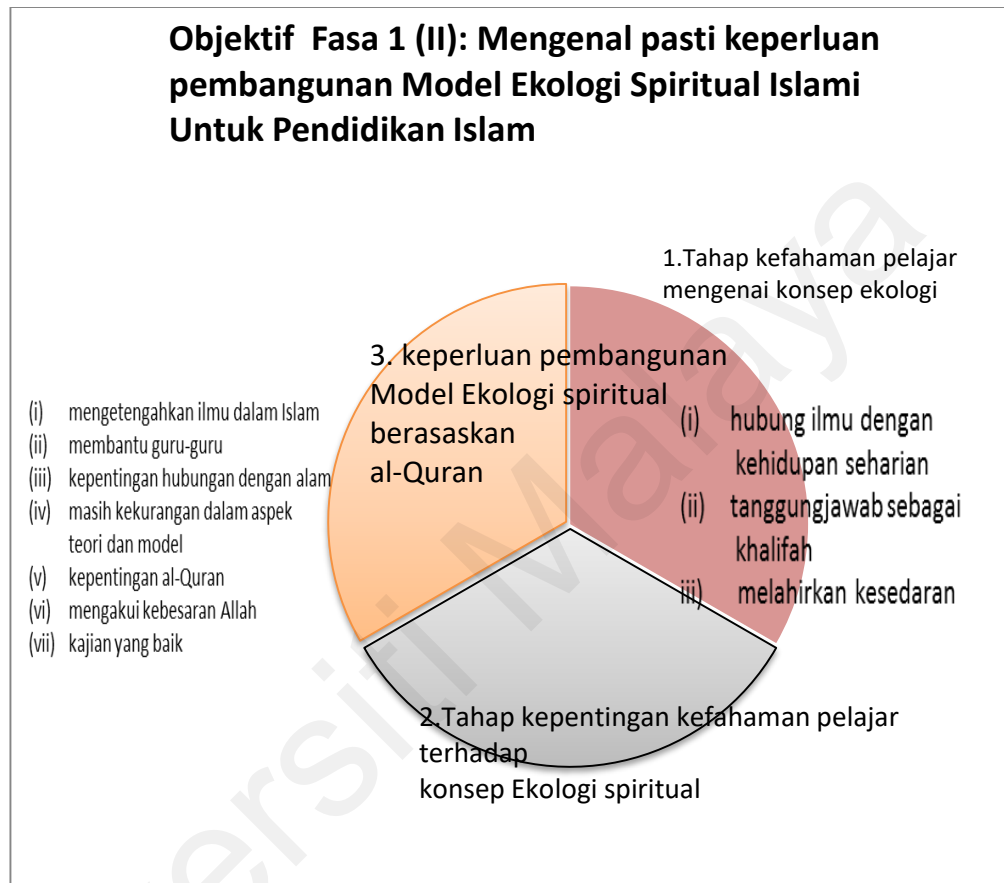 Objektif Fasa 1 (II): Mengenal pasti keperluan
pembangunan Model Ekologi Spiritual Islami
Untuk Pendidikan Islam
1.Tahap kefahaman pelajar
mengenai konsep ekologi
(i) hubung ilmu dengan
kehidupan seharian
(ii) tanggungjawab sebagai
khalifah
iii) melahirkan kesedaran
2.Tahap kepentingan kefahaman pelajar
terhadap
konsep Ekologi spiritual
3. keperluan pembangunan
Model Ekologi spiritual
berasaskan
al-Quran
(i) mengetengahkan ilmu dalam Islam
(ii) membantu guru-guru
(iii) kepentingan hubungan dengan alam
(iv) masih kekurangan dalam aspek
teori dan model
(v) kepentingan al-Quran
(vi) mengakui kebesaran Allah
(vii) kajian yang baik
ersiti Malaya